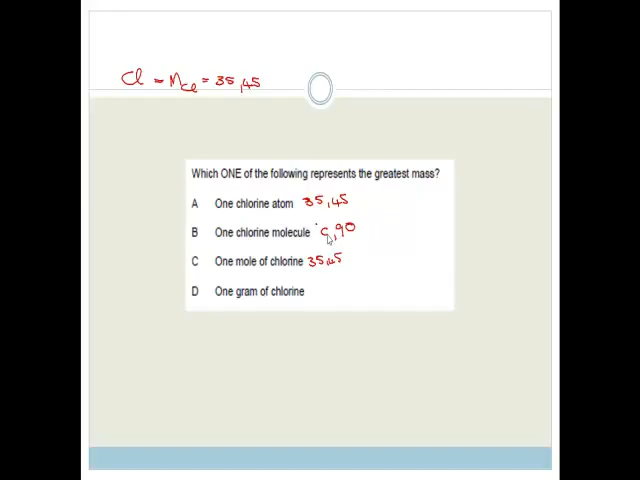 Cl = MCl = 35,45
Which ONE of the following represents the greatest mass?
A One chlorine atom 35,45
B One chlorine molecule ,90
C One mole of chlorine 35,45
D One gram of chlorine